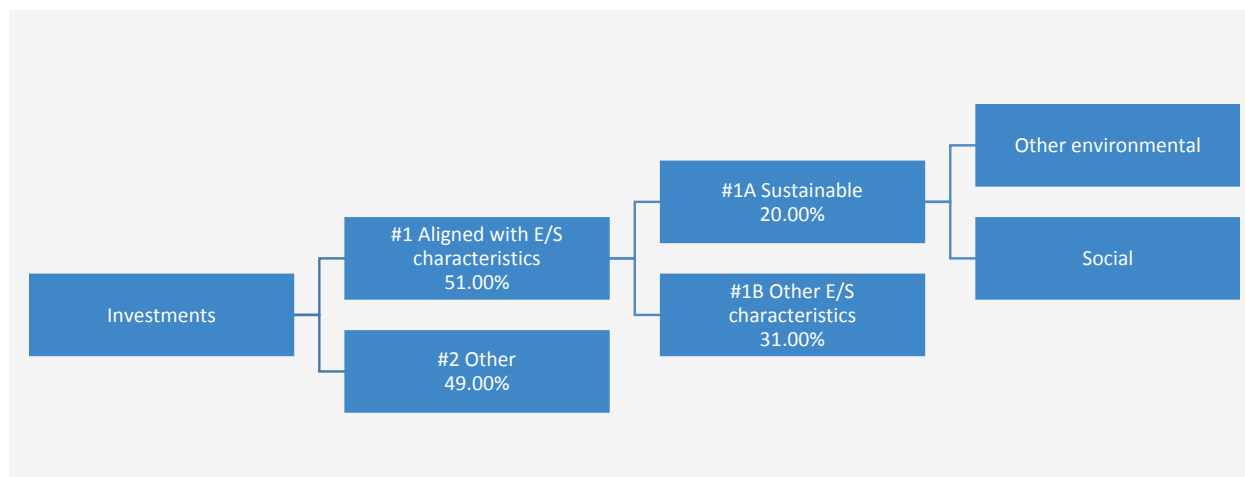 Investments
#1 Aligned with E/S
characteristics
51.00%
#2 Other
49.00%
#1A Sustainable
20.00%
#1B Other E/S
characteristics
31.00%
Other environmental
Social